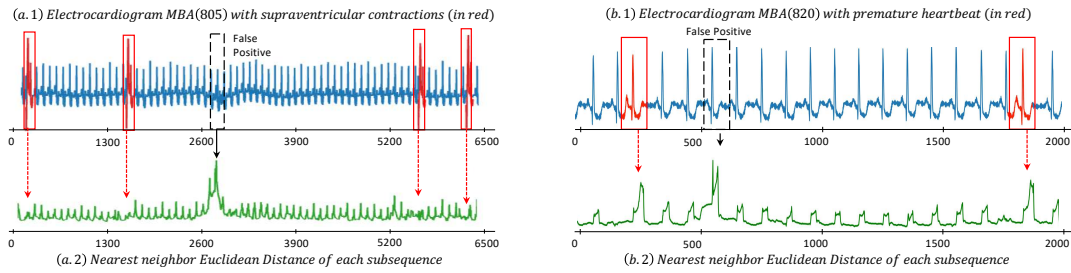 (a. 1) Electrocardiogram MBA(805) with supraventricular contractions (in red)
False
Positive
0 1300 2600 3900 5200 6500
0 1300 2600 3900 5200 6500
(a. 2) Nearest neighbor Euclidean Distance of each subsequence
(b. 1) Electrocardiogram MBA(820) with premature heartbeat (in red)
False Positive
0 500 1000 1500 2000
0 500 1000 1500 2000
(b. 2) Nearest neighbor Euclidean Distance of each subsequence